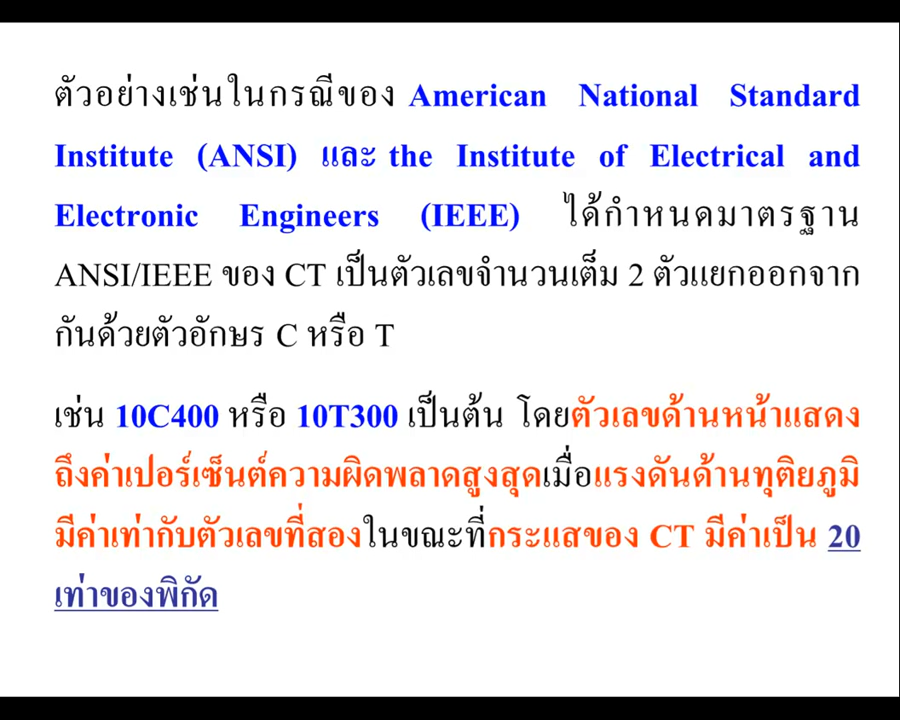 ตัวอย่างเช่นในกรณีของ American National Standard
Institute (ANSI) และ the Institute of Electrical and
Electronic Engineers (IEEE) ได้กำหนดมาตรฐาน
ANSI/IEEE ของ CT เป็นตัวเลขจำนวนเต็ม 2 ตัวแยกออกจาก
กันด้วยตัวอักษร C หรือ T
เช่น 10C400 หรือ 10T300 เป็นต้น โดยตัวเลขด้านหน้าแสดง
ถึงค่าเปอร์เซ็นต์ความผิดพลาดสูงสุดเมื่อแรงดันด้านทุติยภูมิ
มีค่าเท่ากับตัวเลขที่สองในขณะที่กระแสของ CT มีค่าเป็น 20
เท่าของพิกัด